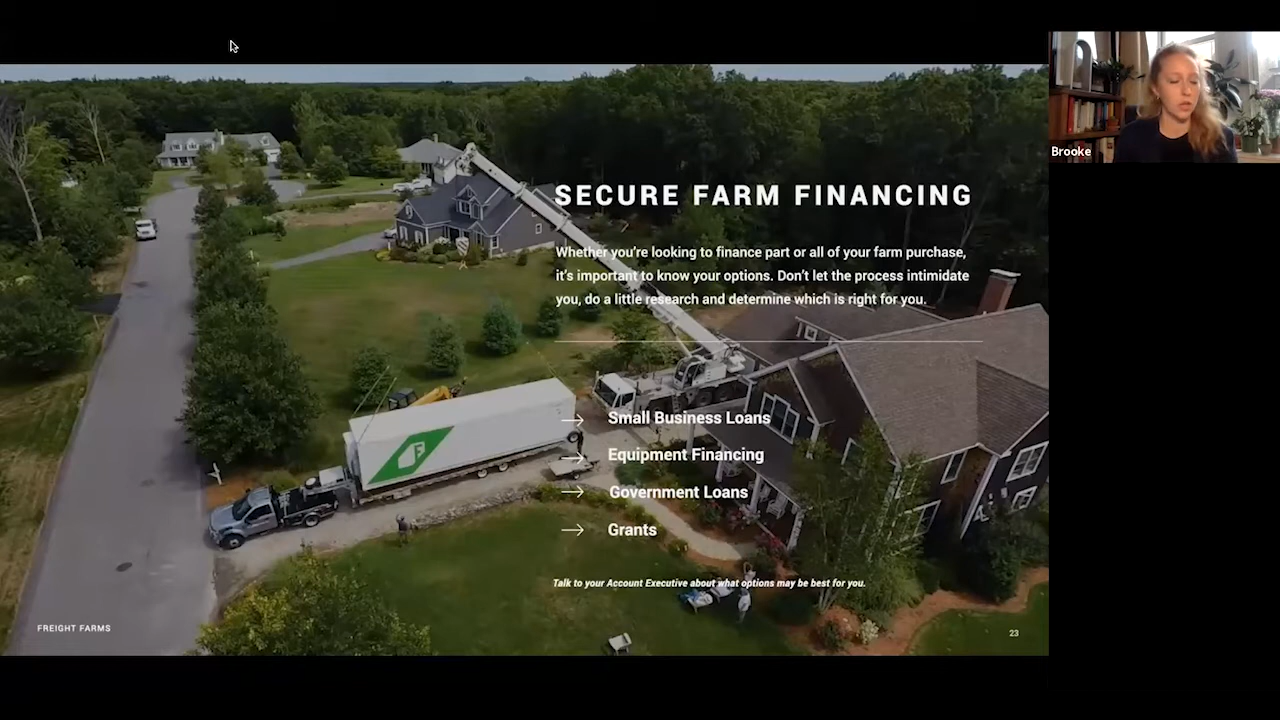 Brooke
SECURE FARM FINANCING
Whether you're looking to finance part or all of your farm purchase,
it's important to know your options. Don't let the process intimidate
you, do a little research and determine which is right for you.
→ Small Business Loans
→ Equipment Financing
→ Government Loans
→ Grants
Talk to your Account Executive about what options may be best for you.
FREIGHT FARMS
23